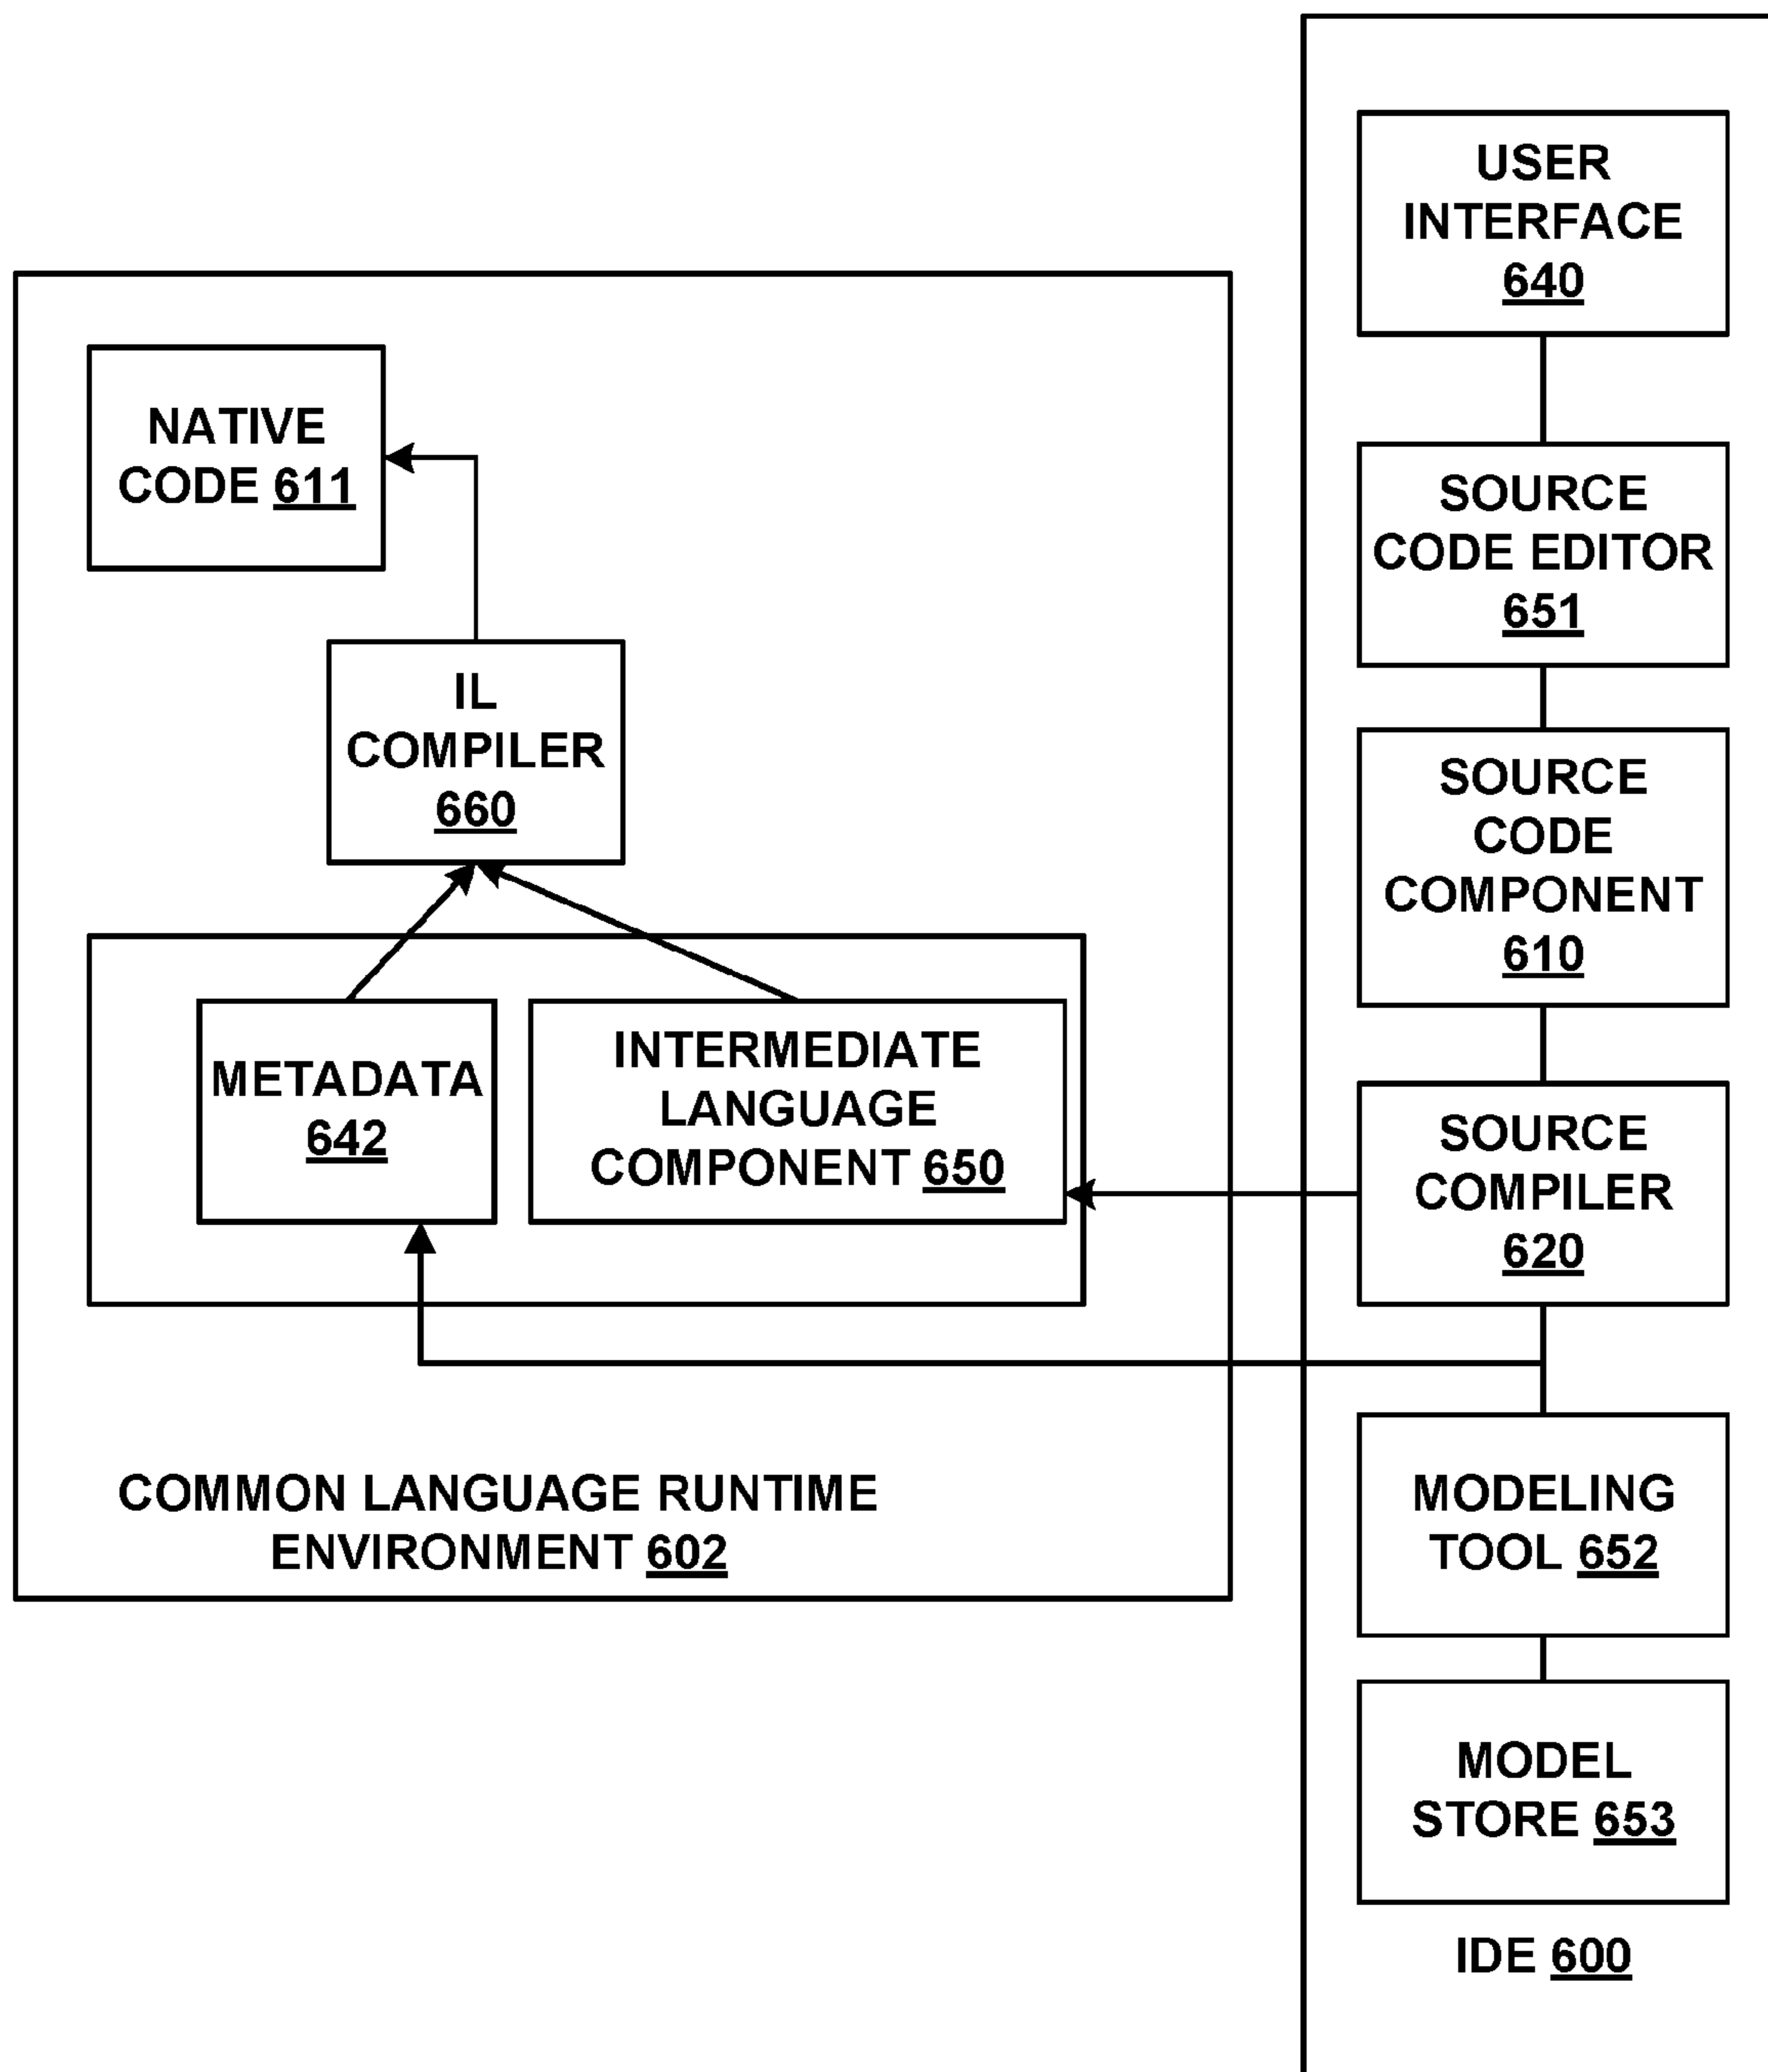 USER
INTERFACE
640
NATIVE
CODE 611
SOURCE
CODE EDITOR
651
IL
COMPILER
660
SOURCE
CODE
COMPONENT
610
METADATA
642
INTERMEDIATE
LANGUAGE
COMPONENT 650
SOURCE
COMPILER
620
COMMON LANGUAGE RUNTIME
ENVIRONMENT 602
MODELING
TOOL 652
MODEL
STORE 653
IDE 600